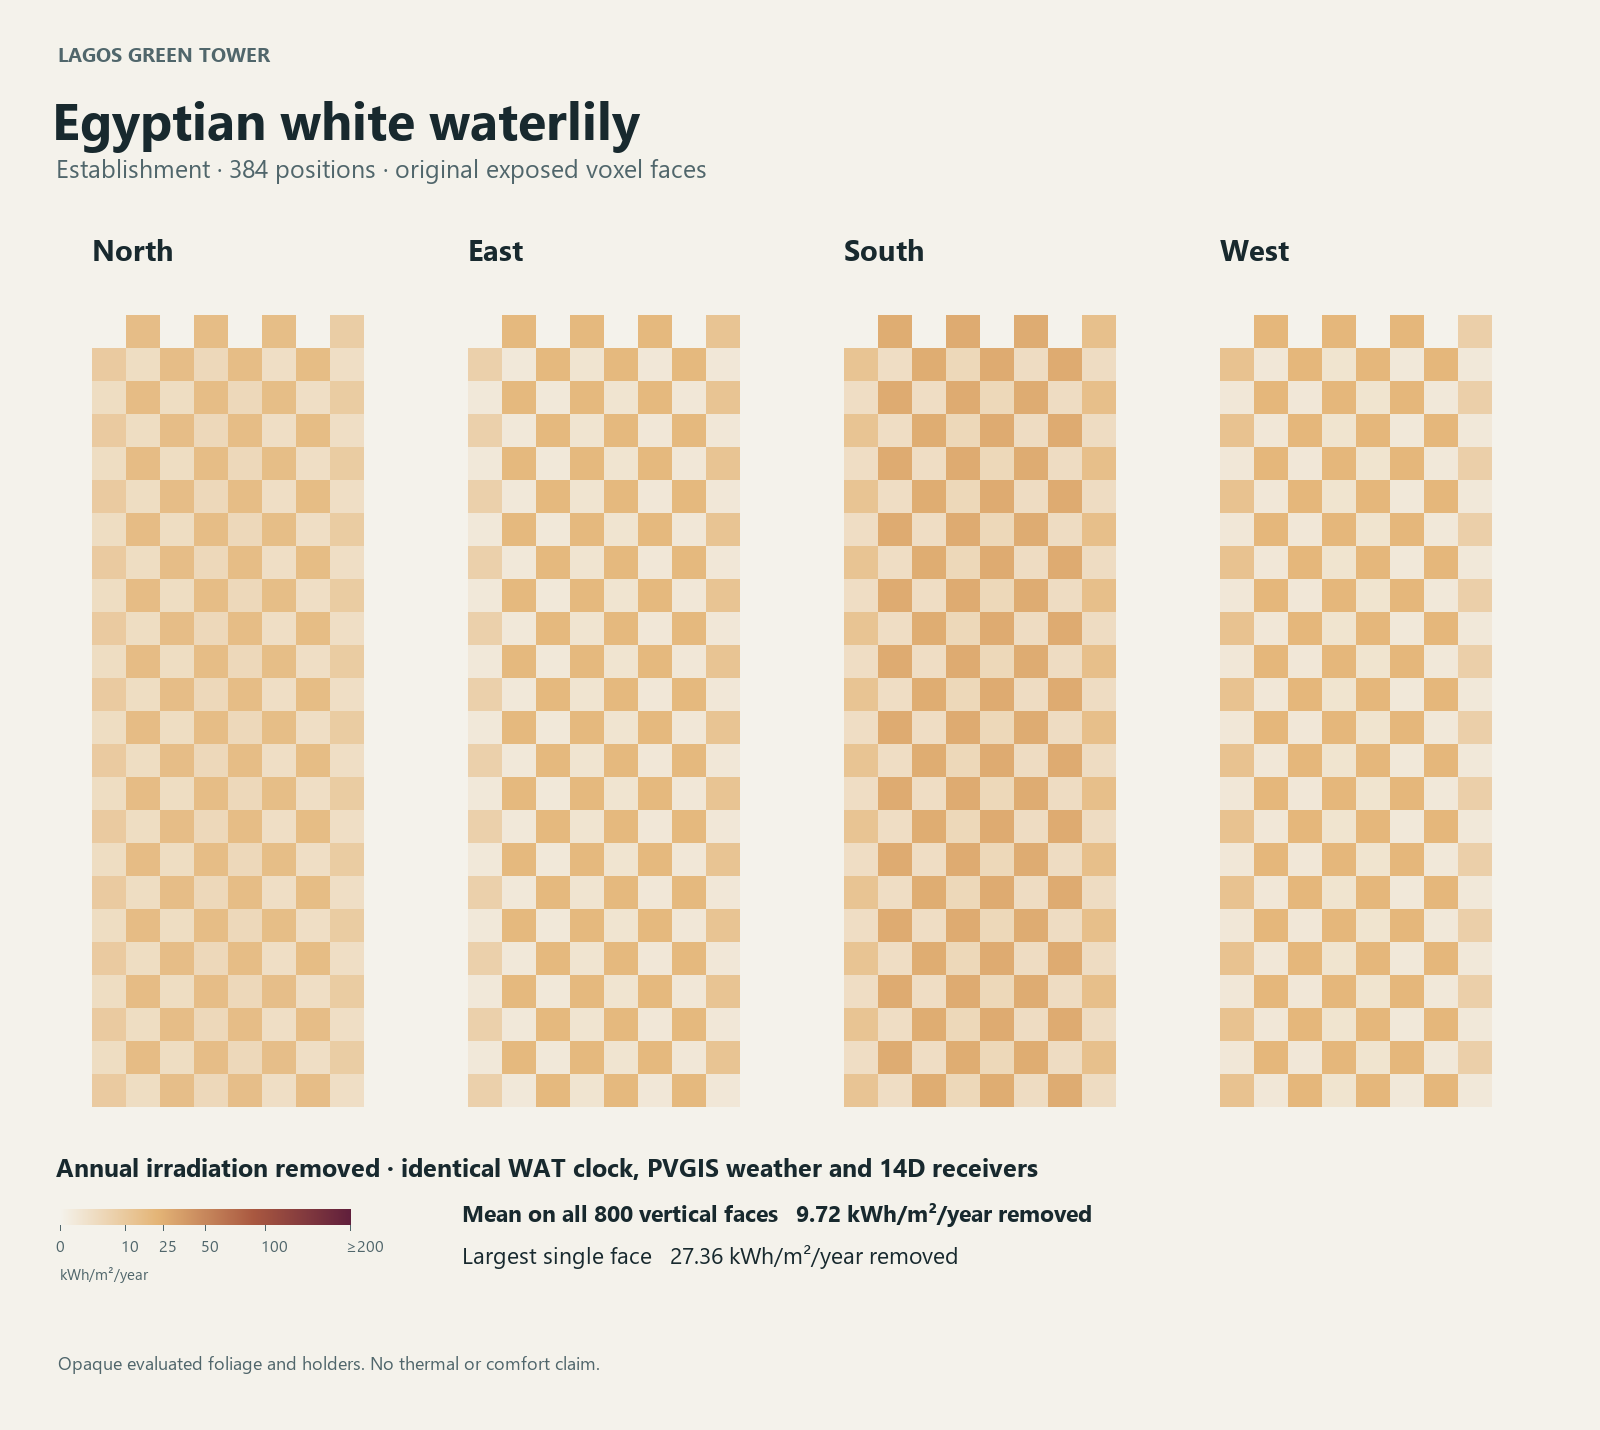 LAGOS GREEN TOWER
Egyptian white waterlily
Establishment · 384 positions · original exposed voxel faces
North East South West
Annual irradiation removed · identical WAT clock, PVGIS weather and 14D receivers
Mean on all 800 vertical faces 9.72 kWh/m²/year removed
0 10 25 50 100 ≥200
Largest single face 27.36 kWh/m²/year removed
kWh/m²/year
Opaque evaluated foliage and holders. No thermal or comfort claim.